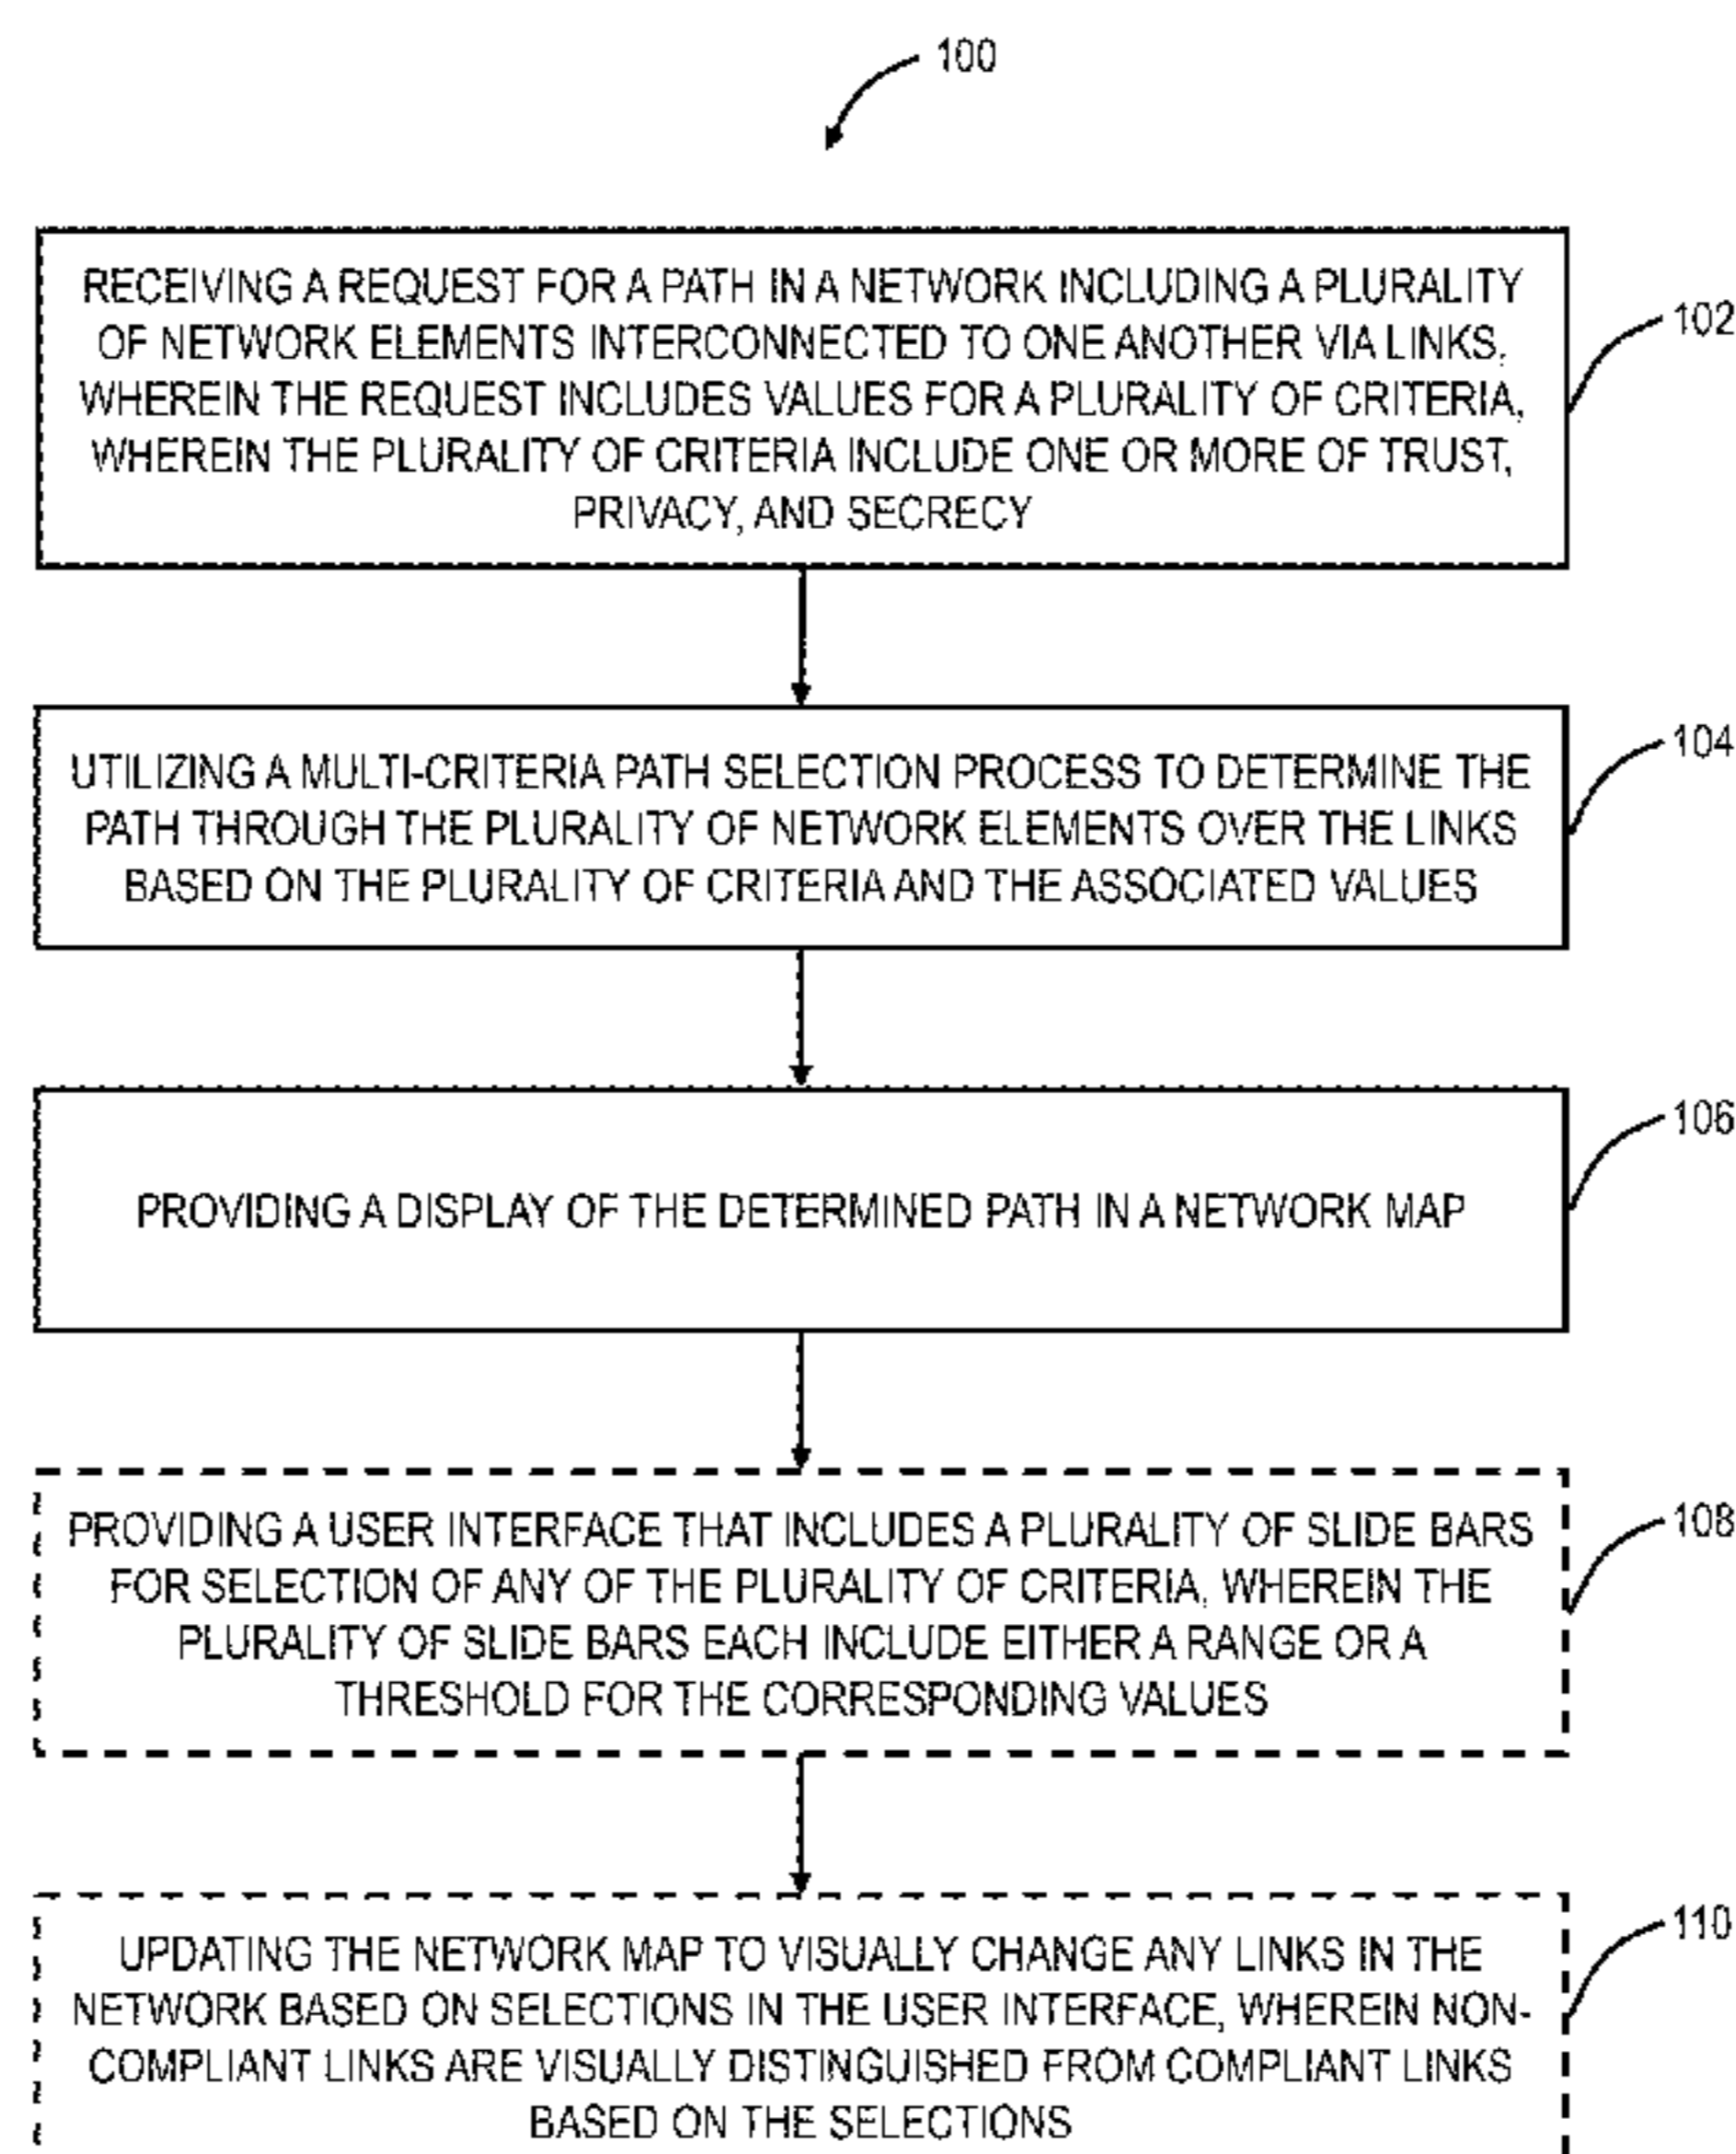 100
RECEIVING A REQUEST FOR A PATH IN A NETWORK INCLUDING A PLURALITY
OF NETWORK ELEMENTS INTERCONNECTED TO ONE ANOTHER VIA LINKS,
WHEREIN THE REQUEST INCLUDES VALUES FOR A PLURALITY OF CRITERIA,
WHEREIN THE PLURALITY OF CRITERIA INCLUDE ONE OR MORE OF TRUST,
PRIVACY, AND SECRECY
102
UTILIZING A MULTI-CRITERIA PATH SELECTION PROCESS TO DETERMINE THE
PATH THROUGH THE PLURALITY OF NETWORK ELEMENTS OVER THE LINKS
BASED ON THE PLURALITY OF CRITERIA AND THE ASSOCIATED VALUES
104
PROVIDING A DISPLAY OF THE DETERMINED PATH IN A NETWORK MAP
106
PROVIDING A USER INTERFACE THAT INCLUDES A PLURALITY OF SLIDE BARS
FOR SELECTION OF ANY OF THE PLURALITY OF CRITERIA, WHEREIN THE
PLURALITY OF SLIDE BARS EACH INCLUDE EITHER A RANGE OR A
THRESHOLD FOR THE CORRESPONDING VALUES
108
UPDATING THE NETWORK MAP TO VISUALLY CHANGE ANY LINKS IN THE
NETWORK BASED ON SELECTIONS IN THE USER INTERFACE, WHEREIN NON-
COMPLIANT LINKS ARE VISUALLY DISTINGUISHED FROM COMPLIANT LINKS
BASED ON THE SELECTIONS
110